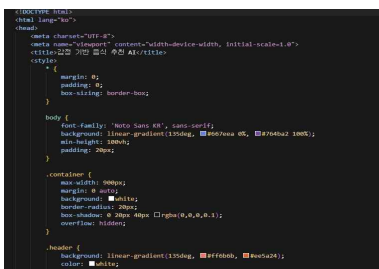 <!DOCTYPE html>
<html lang="ko">
<head>
<meta charset="UTF-8">
<meta name="viewport" content="width=device-width, initial-scale=1.0">
<title>감정 기반 음식 추천 AI</title>
<style>
* {
margin: 0;
padding: 0;
box-sizing: border-box;
}
body {
font-family: 'Noto Sans KR', sans-serif;
background: linear-gradient(135deg, #667eea 0%, #764ba2 100%);
min-height: 100vh;
padding: 20px;
}
.container {
max-width: 900px;
margin: 0 auto;
background: white;
border-radius: 20px;
box-shadow: 0 20px 40px rgba(0,0,0,0.1);
overflow: hidden;
}
.header {
background: linear-gradient(135deg, #ff6b6b, #ee5a24);
color: white;